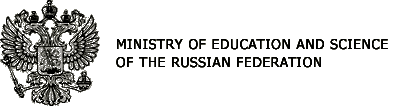 MINISTRY OF EDUCATION AND SCIENCE
OF THE RUSSIAN FEDERATION